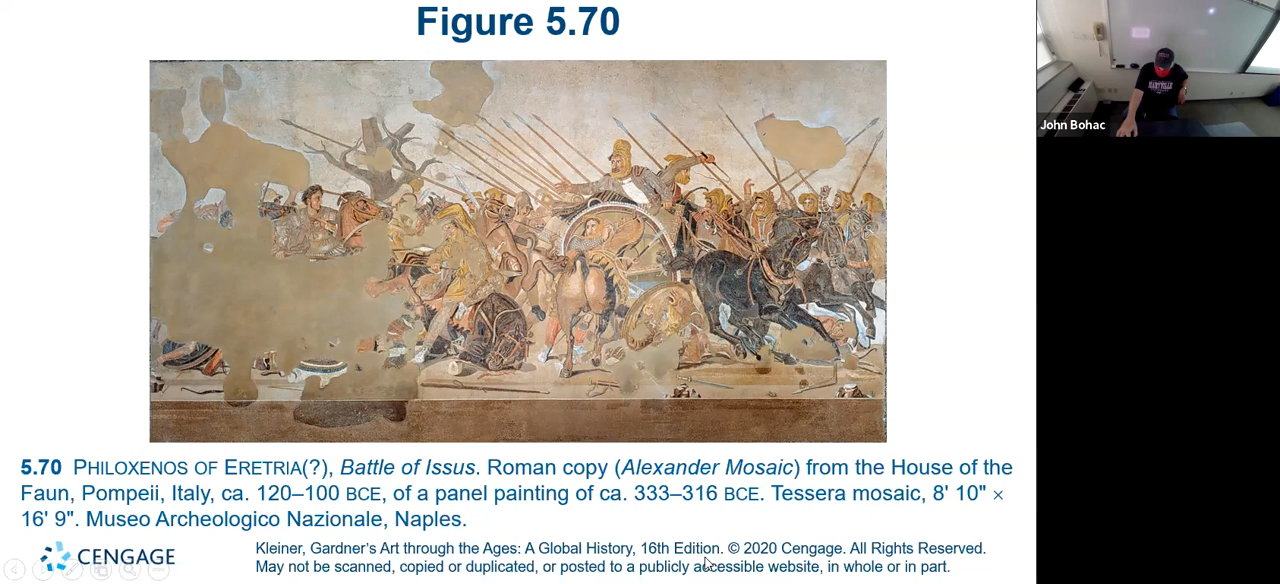 Figure 5.70
John Bohac
MARYVILLE
5.70 PHILOXENOS OF ERETRIA(?), Battle of Issus. Roman copy (Alexander Mosaic) from the House of the
Faun, Pompeii, Italy, ca. 120–100 BCE, of a panel painting of ca. 333–316 BCE. Tessera mosaic, 8' 10" ×
16' 9". Museo Archeologico Nazionale, Naples.
CENGAGE
Kleiner, Gardner’s Art through the Ages: A Global History, 16th Edition. © 2020 Cengage. All Rights Reserved.
May not be scanned, copied or duplicated, or posted to a publicly accessible website, in whole or in part.